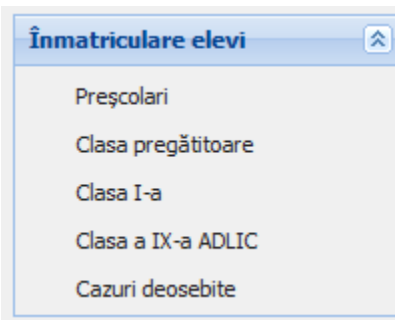 Înmatriculare elevi
Preşcolari
Clasa pregătitoare
Clasa I-a
Clasa a IX-a ADLIC
Cazuri deosebite